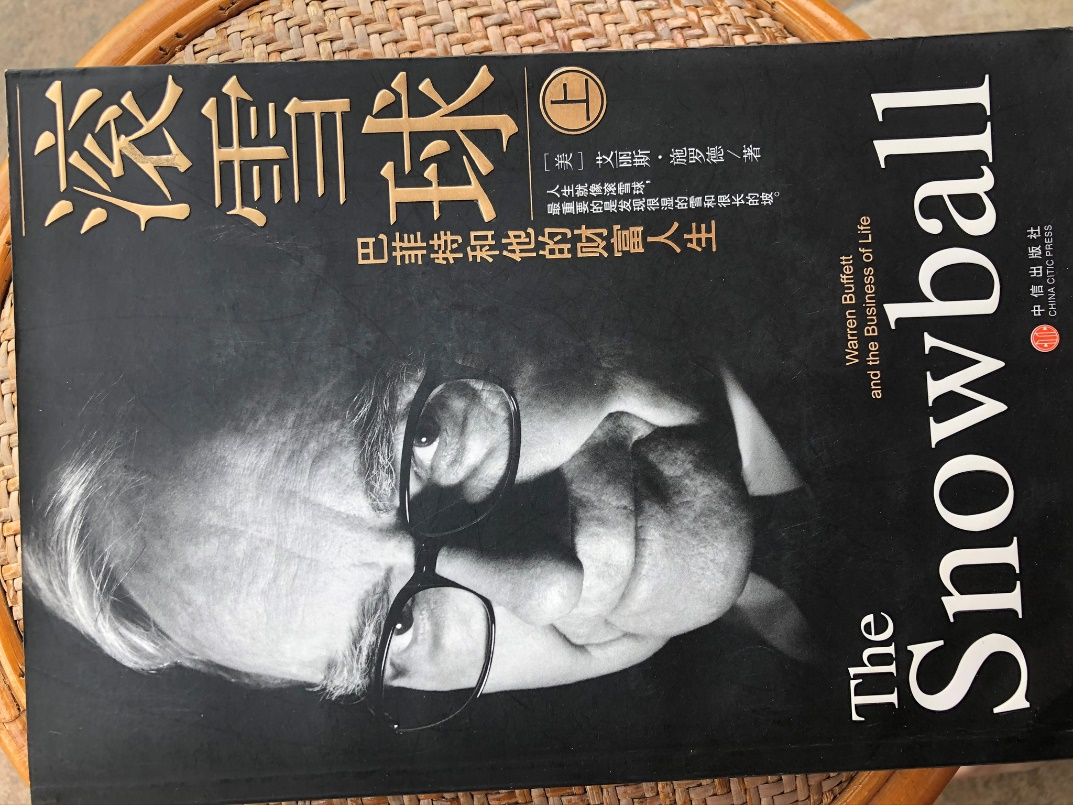 滚雪球
上
[美] 艾丽斯·施罗德/著
人生就像滚雪球，
最重要的是发现很湿的雪和很长的坡。
巴菲特和他的财富人生
Warren Buffett
and the Business of Life
The
Snowball
中信出版社
CHINA CITIC PRESS